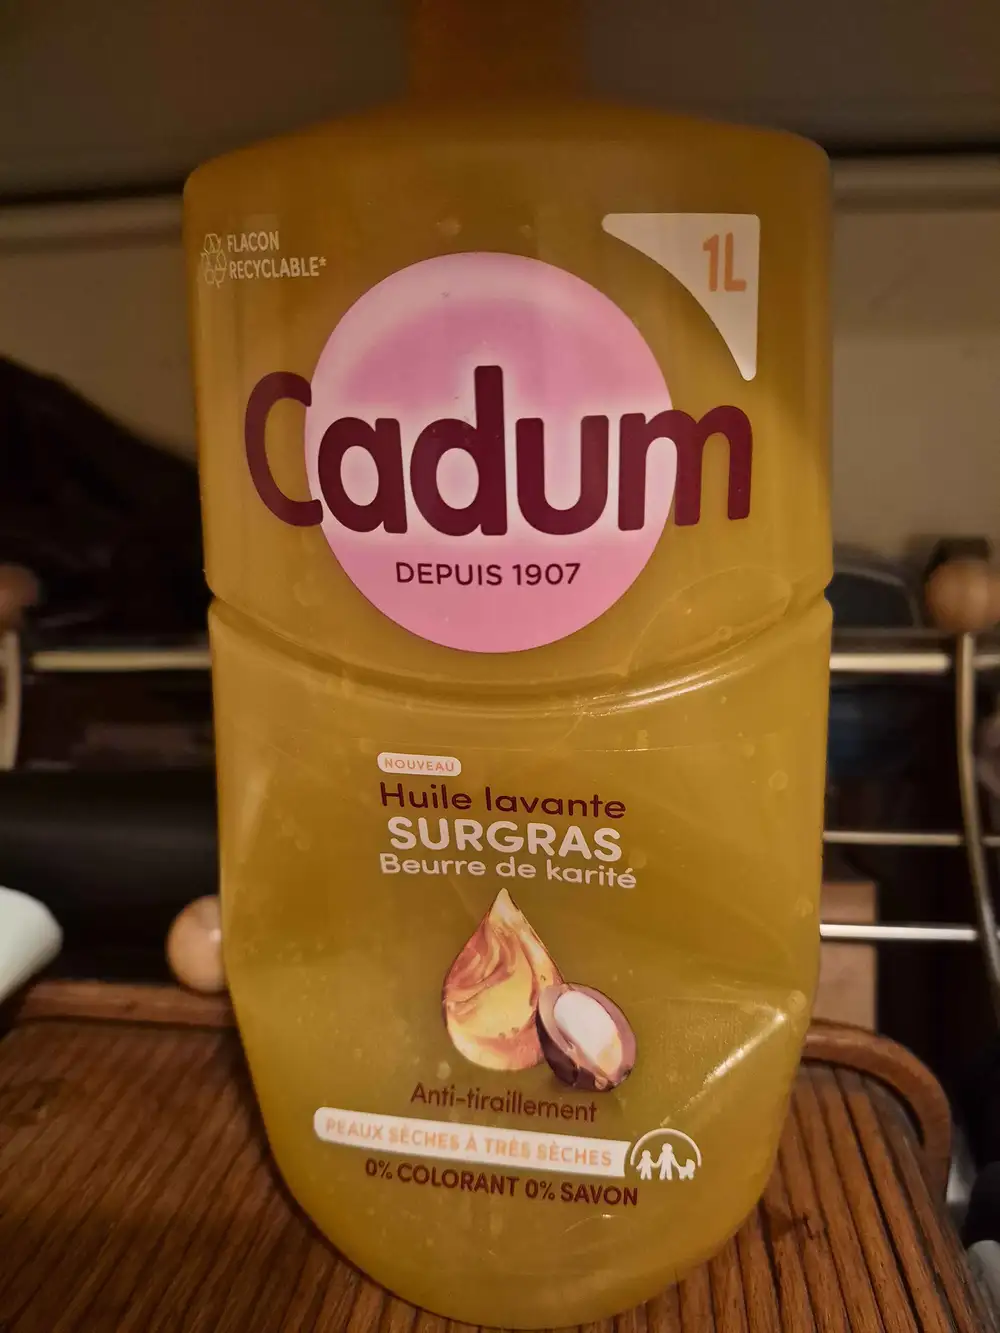 FLACON
RECYCLABLE*
1L
Cadum
DEPUIS 1907
NOUVEAU
Huile lavante
SURGRAS
Beurre de karité
Anti-tiraillement
PEAUX SÈCHES À TRÈS SÈCHES
0% COLORANT 0% SAVON